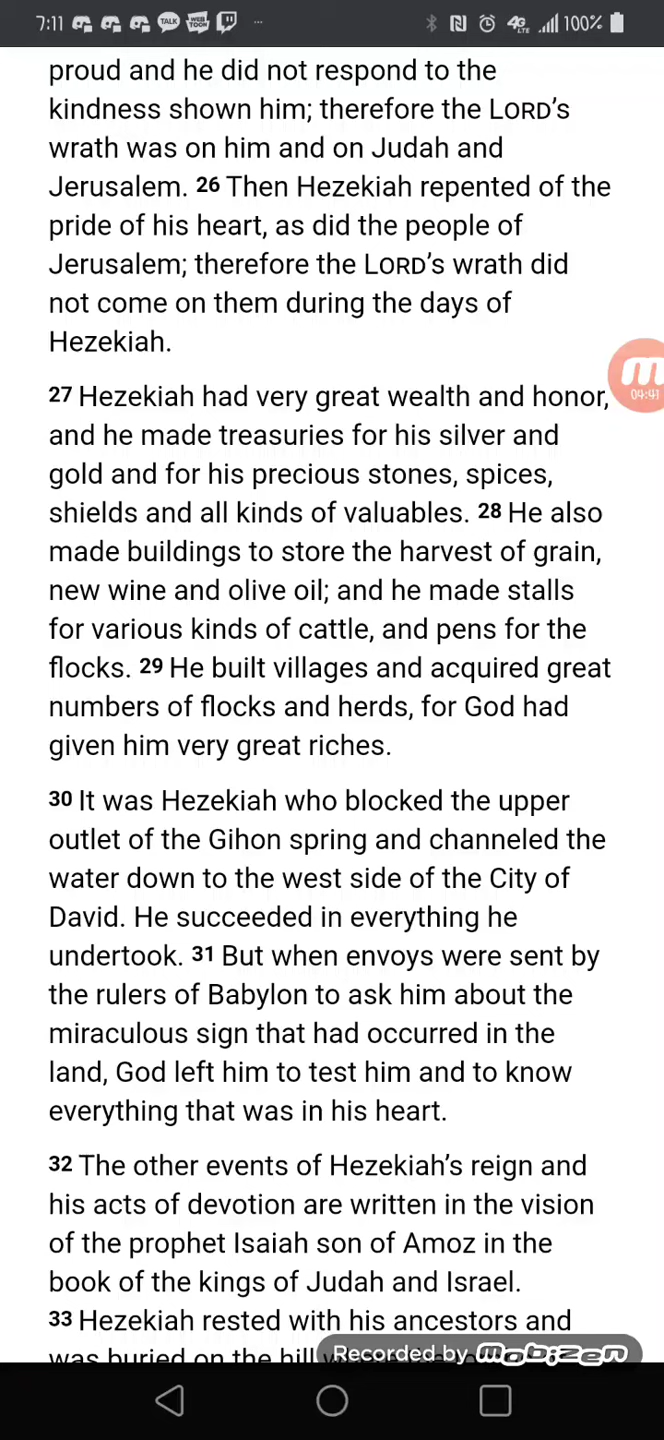 7:11 TALK WEB TOON ... 4G LTE 100%
proud and he did not respond to the
kindness shown him; therefore the LORD’s
wrath was on him and on Judah and
Jerusalem. 26 Then Hezekiah repented of the
pride of his heart, as did the people of
Jerusalem; therefore the LORD’s wrath did
not come on them during the days of
Hezekiah.
04:41
27 Hezekiah had very great wealth and honor,
and he made treasuries for his silver and
gold and for his precious stones, spices,
shields and all kinds of valuables. 28 He also
made buildings to store the harvest of grain,
new wine and olive oil; and he made stalls
for various kinds of cattle, and pens for the
flocks. 29 He built villages and acquired great
numbers of flocks and herds, for God had
given him very great riches.
30 It was Hezekiah who blocked the upper
outlet of the Gihon spring and channeled the
water down to the west side of the City of
David. He succeeded in everything he
undertook. 31 But when envoys were sent by
the rulers of Babylon to ask him about the
miraculous sign that had occurred in the
land, God left him to test him and to know
everything that was in his heart.
32 The other events of Hezekiah’s reign and
his acts of devotion are written in the vision
of the prophet Isaiah son of Amoz in the
book of the kings of Judah and Israel.
33 Hezekiah rested with his ancestors and
was buried on the hill
Recorded by mobizen